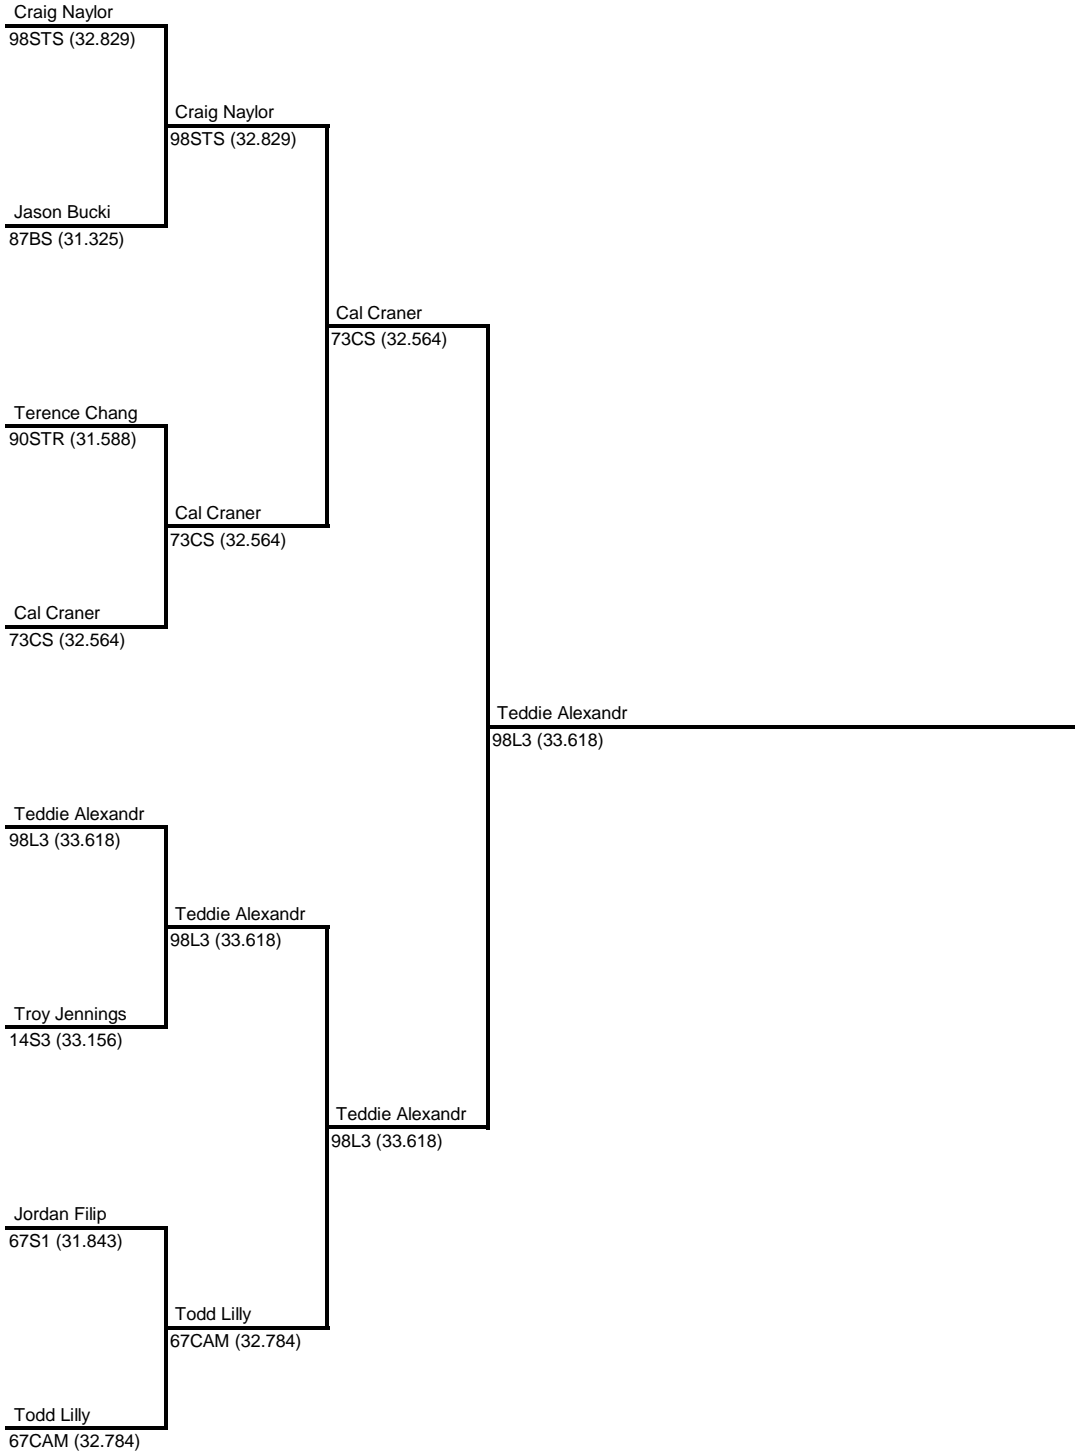 Craig Naylor
98STS (32.829)
Craig Naylor
98STS (32.829)
Jason Bucki
87BS (31.325)
Cal Craner
73CS (32.564)
Terence Chang
90STR (31.588)
Cal Craner
73CS (32.564)
Cal Craner
73CS (32.564)
Teddie Alexandr
98L3 (33.618)
Teddie Alexandr
98L3 (33.618)
Teddie Alexandr
98L3 (33.618)
Troy Jennings
14S3 (33.156)
Teddie Alexandr
98L3 (33.618)
Jordan Filip
67S1 (31.843)
Todd Lilly
67CAM (32.784)
Todd Lilly
67CAM (32.784)